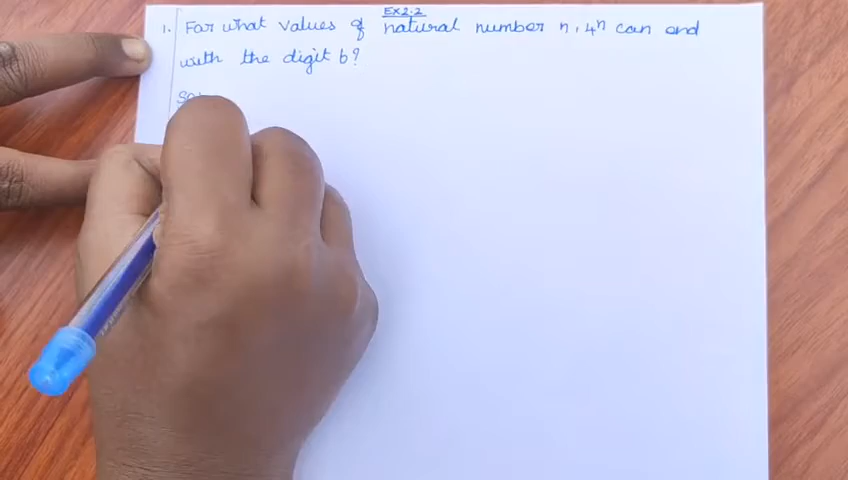 Ex2.2
1. For what values of natural number n, 4ⁿ can end
with the digit 6?